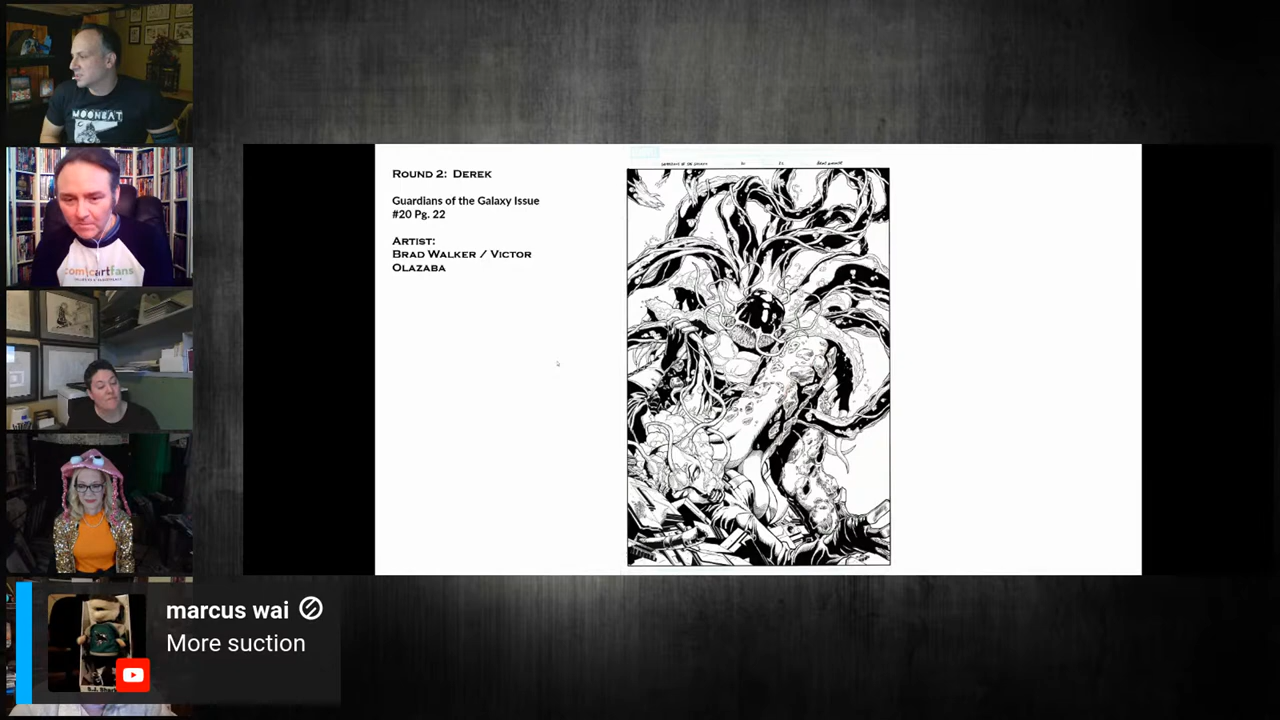 MOONBAT
comicartfans
ROUND 2: DEREK
Guardians of the Galaxy Issue
#20 Pg. 22
ARTIST:
BRAD WALKER / VICTOR
OLAZABA
marcus wai
More suction